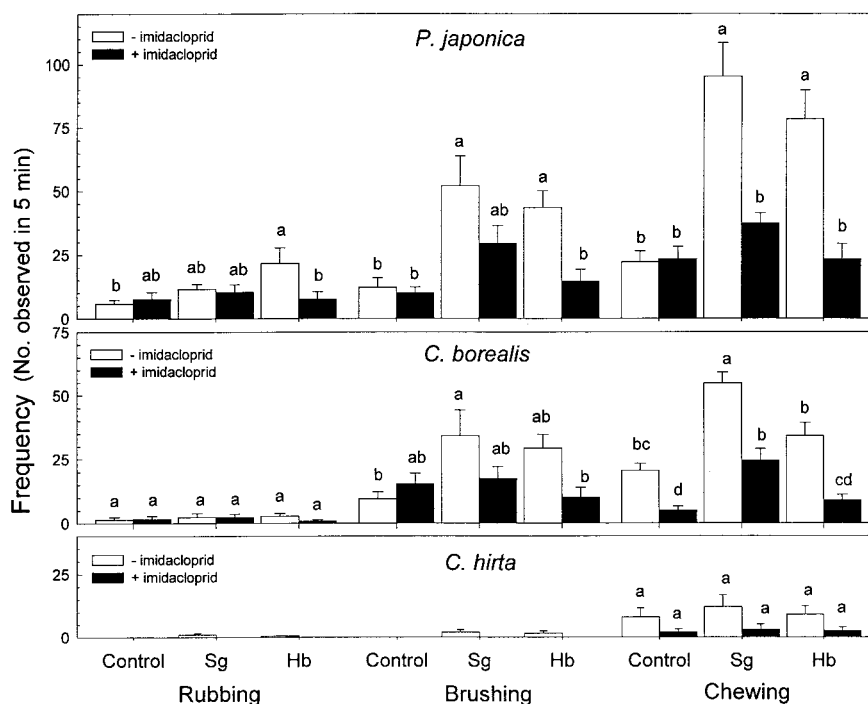 Frequency (No. observed in 5 min)
- imidacloprid
+ imidacloprid
P. japonica
100
75
50
25
0
b ab ab ab a b b b a ab a b b b a b a b
- imidacloprid
+ imidacloprid
C. borealis
75
50
25
0
a a a a a a b ab a ab ab b bc d a b b cd
- imidacloprid
+ imidacloprid
C. hirta
25
0
a a a a a a
Control Sg Hb Control Sg Hb Control Sg Hb
Rubbing Brushing Chewing